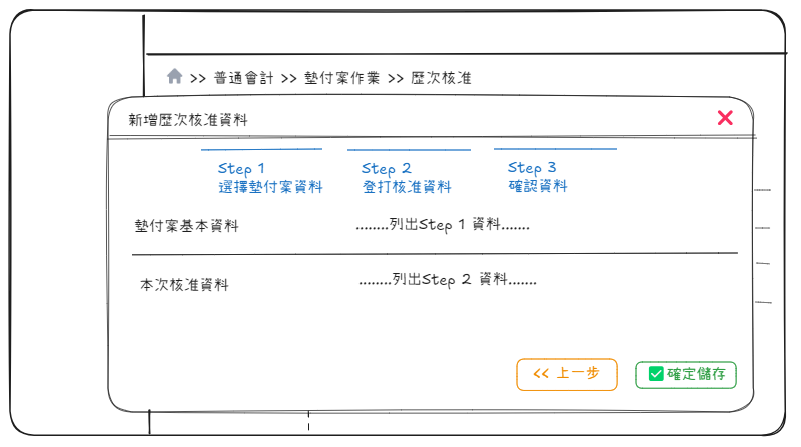 >> 普通會計 >> 墊付案作業 >> 歷次核准
新增歷次核准資料
Step 1
選擇墊付案資料
Step 2
登打核准資料
Step 3
確認資料
墊付案基本資料
........列出Step 1 資料.......
本次核准資料
........列出Step 2 資料.......
<< 上一步
確定儲存